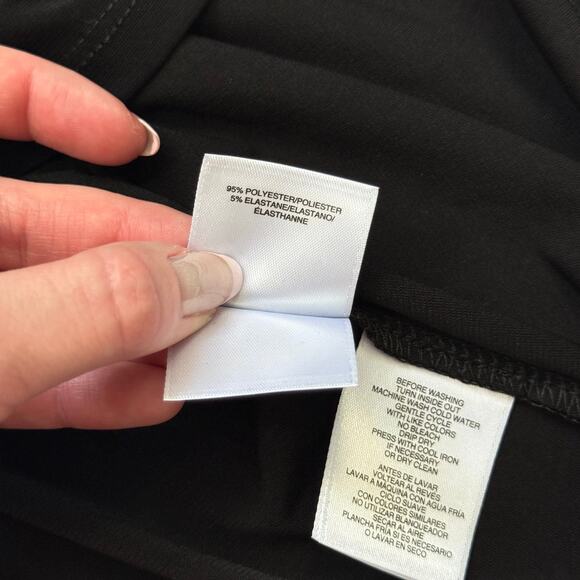 95% POLYESTER/POLIESTER
5% ELASTANE/ELASTANO/
ÉLASTHANNE
BEFORE WASHING
TURN INSIDE OUT
MACHINE WASH COLD WATER
GENTLE CYCLE
WITH LIKE COLORS
NO BLEACH
DRIP DRY
PRESS WITH COOL IRON
IF NECESSARY
OR DRY CLEAN
ANTES DE LAVAR
VOLTEAR AL REVÉS
LAVAR A MAQUINA CON AGUA FRÍA
CICLO SUAVE
CON COLORES SIMILARES
NO UTILIZAR BLANQUEADOR
SECAR AL AIRE
PLANCHA FRÍA SI ES NECESARIO
O LAVAR EN SECO